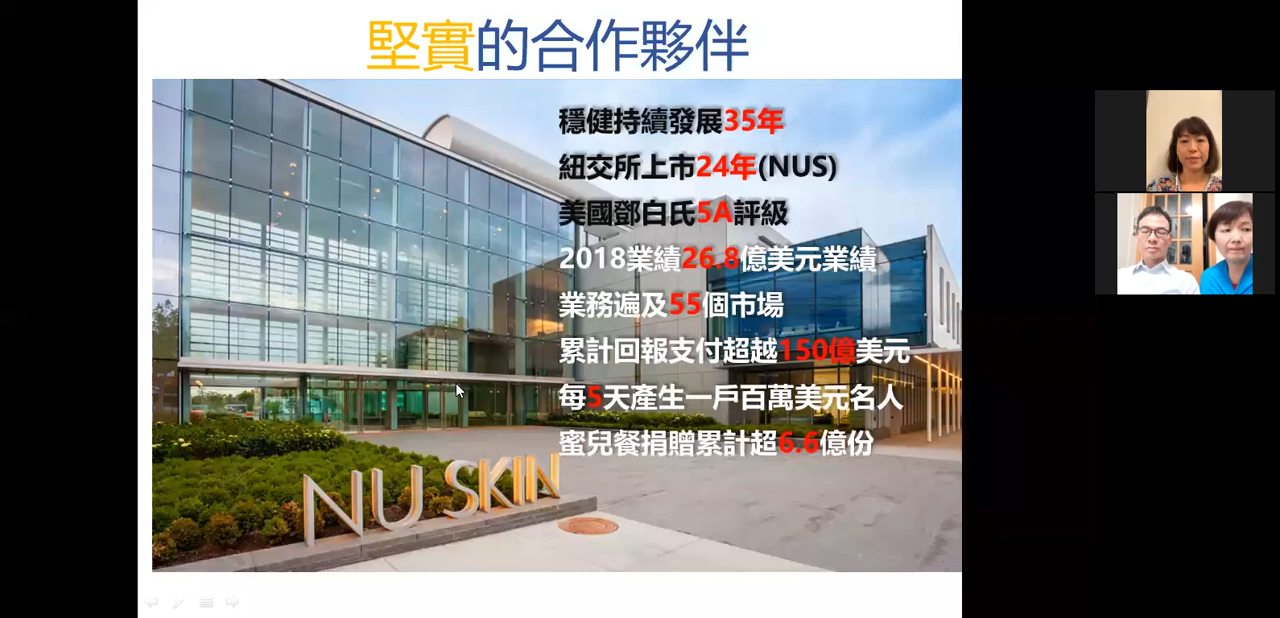 堅實的合作夥伴
穩健持續發展35年
紐交所上市24年(NUS)
美國鄧白氏5A評級
2018業績26.8億美元業績
業務遍及55個市場
累計回報支付超越150億美元
每5天產生一戶百萬美元名人
蜜兒餐捐贈累計超6.6億份
NU SKIN